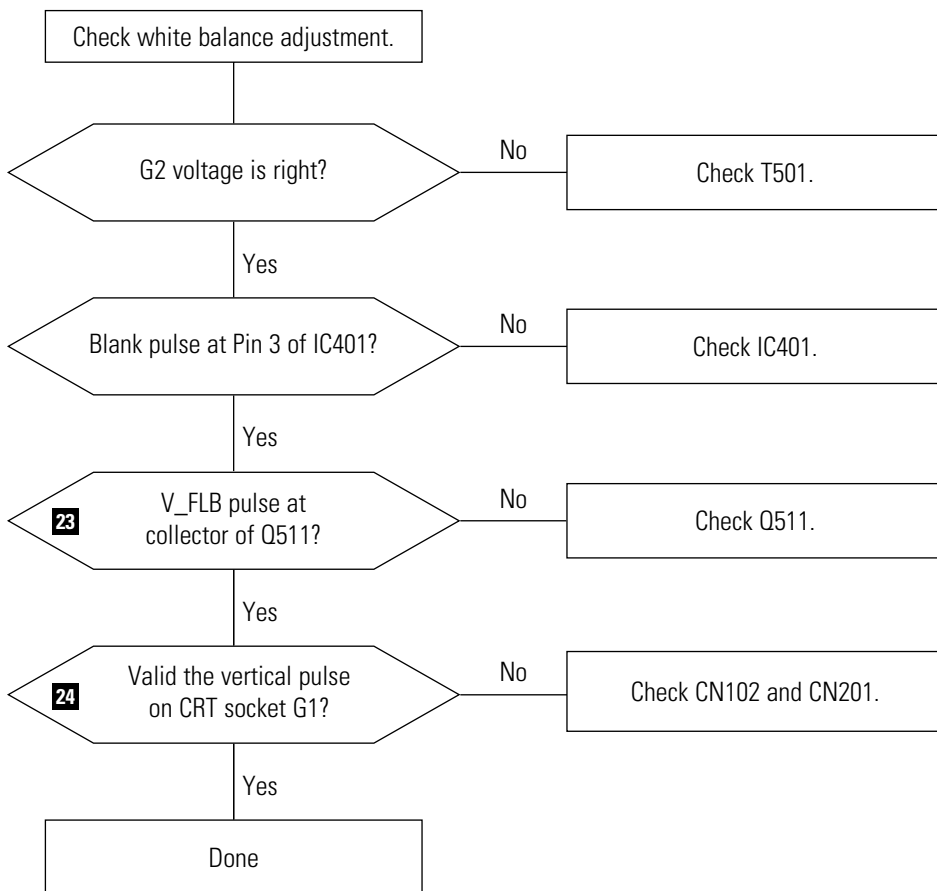 Check white balance adjustment.
G2 voltage is right?
No
Check T501.
Yes
Blank pulse at Pin 3 of IC401?
No
Check IC401.
Yes
23
V_FLB pulse at
collector of Q511?
No
Check Q511.
Yes
24
Valid the vertical pulse
on CRT socket G1?
No
Check CN102 and CN201.
Yes
Done